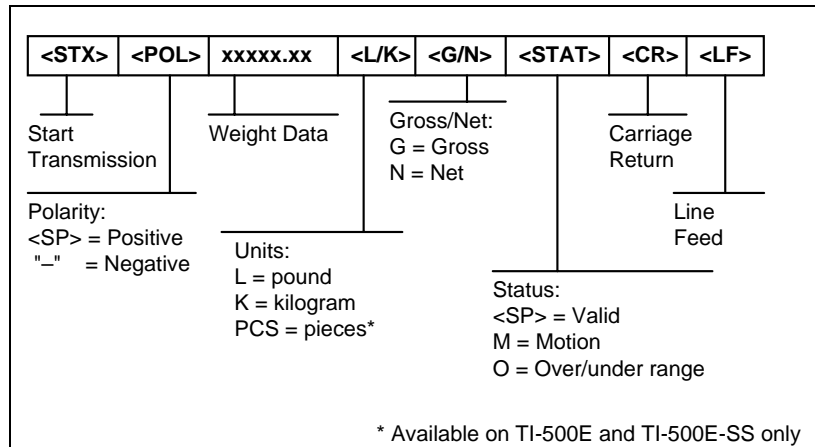 <STX> <POL> xxxxx.xx <L/K> <G/N> <STAT> <CR> <LF>
Start
Transmission
Weight Data
Gross/Net:
G = Gross
N = Net
Carriage
Return
Polarity:
<SP> = Positive
"–" = Negative
Units:
L = pound
K = kilogram
PCS = pieces*
Line
Feed
Status:
<SP> = Valid
M = Motion
O = Over/under range
* Available on TI-500E and TI-500E-SS only